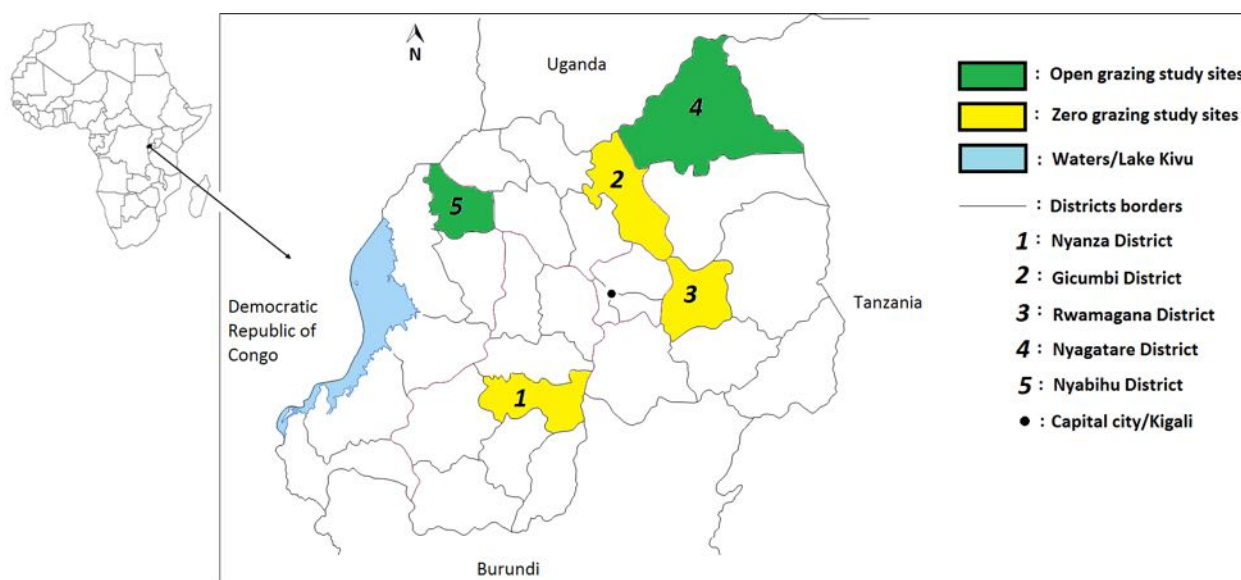 N
Uganda
4
2
5
3
1
Democratic
Republic of
Congo
Tanzania
Burundi
: Open grazing study sites
: Zero grazing study sites
: Waters/Lake Kivu
: Districts borders
1 : Nyanza District
2 : Gicumbi District
3 : Rwamagana District
4 : Nyagatare District
5 : Nyabihu District
: Capital city/Kigali